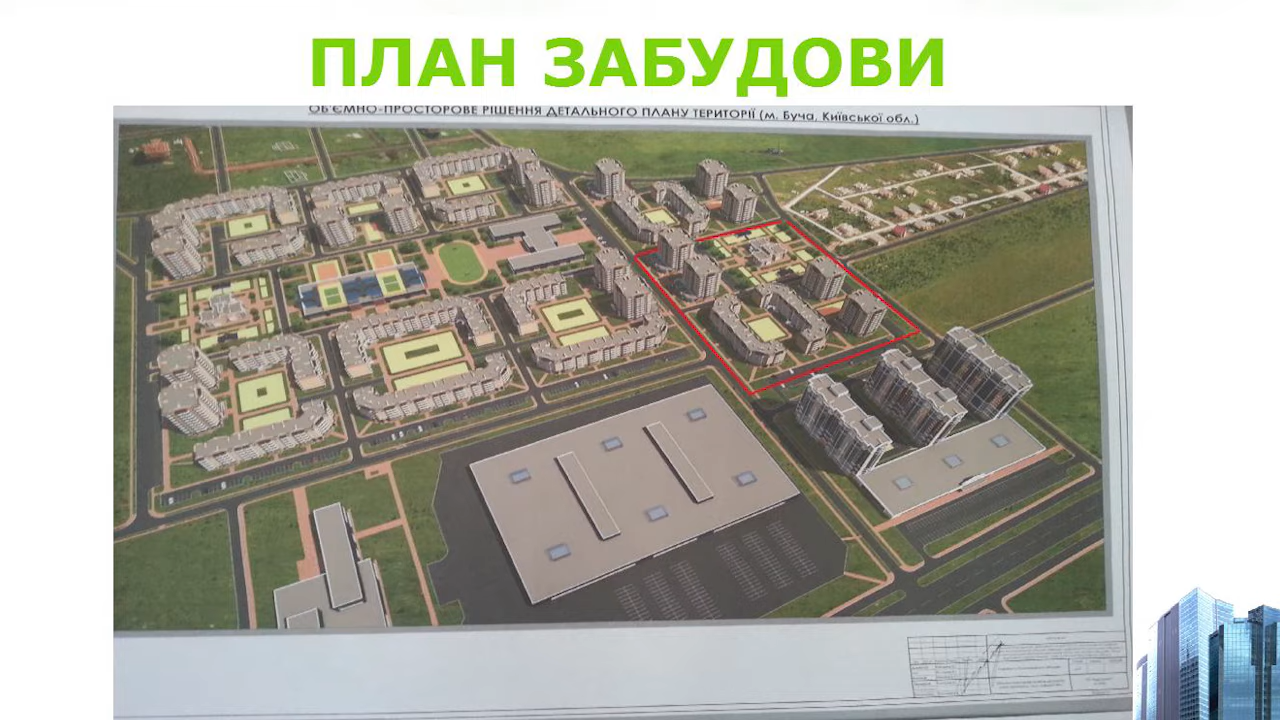 ПЛАН ЗАБУДОВИ
ОБ'ЄМНО-ПРОСТОРОВЕ РІШЕННЯ ДЕТАЛЬНОГО ПЛАНУ ТЕРИТОРІЇ (м. Буча, Київської обл.)